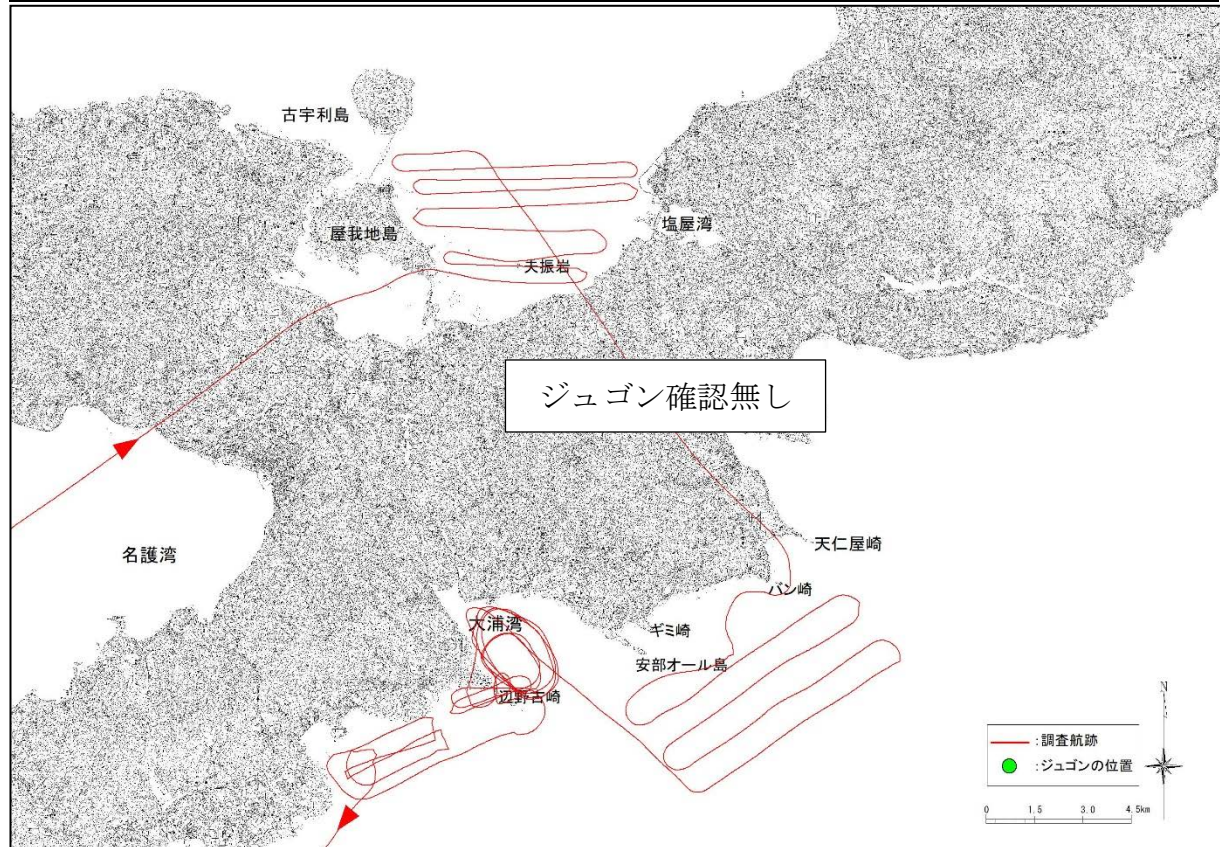 古宇利島
屋我地島
塩屋湾
夫振岩
ジュゴン確認無し
名護湾
天仁屋崎
バン崎
大浦湾
ギミ崎
安部オール島
辺野古崎
N
:調査航跡
:ジュゴンの位置
0 1.5 3.0 4.5km